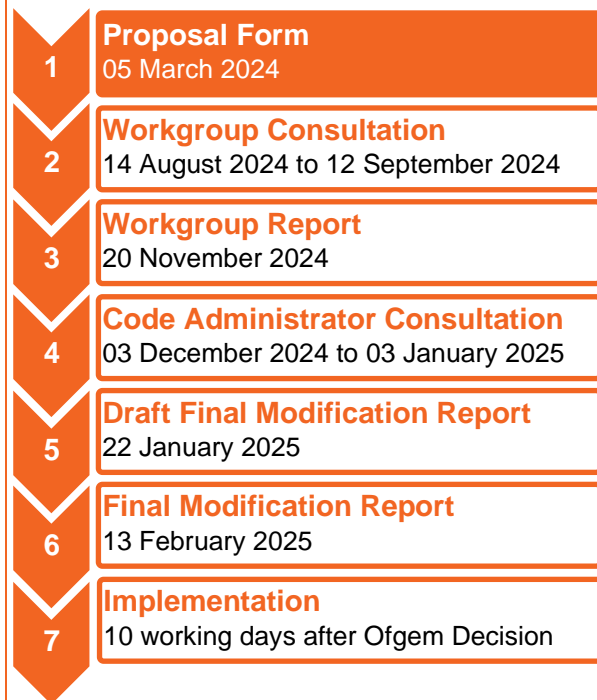 1
Proposal Form
05 March 2024
2
Workgroup Consultation
14 August 2024 to 12 September 2024
3
Workgroup Report
20 November 2024
4
Code Administrator Consultation
03 December 2024 to 03 January 2025
5
Draft Final Modification Report
22 January 2025
6
Final Modification Report
13 February 2025
7
Implementation
10 working days after Ofgem Decision